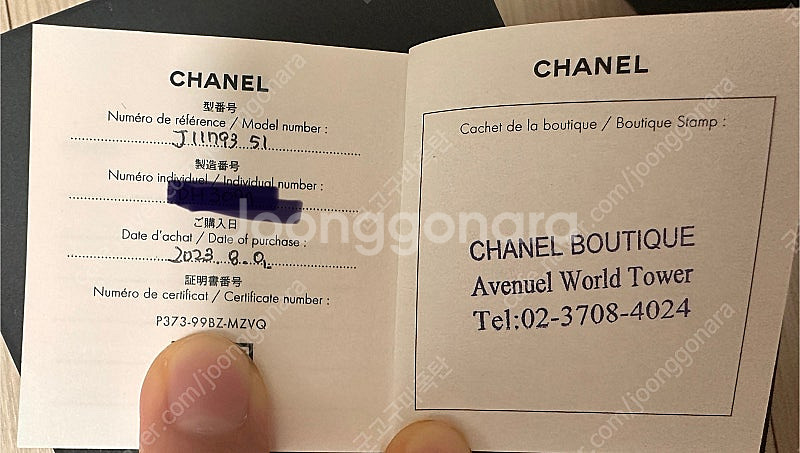 CHANEL
型番号
Numéro de référence / Model number :
J11793 51
製造番号
Numéro individuel / Individual number :
ご購入日
Date d'achat / Date of purchase :
2023 8. 9.
証明書番号
Numéro de certificat / Certificate number :
P373-99BZ-MZVQ
CHANEL
Cachet de la boutique / Boutique Stamp :
CHANEL BOUTIQUE
Avenuel World Tower
Tel:02-3708-4024
Joonggonara